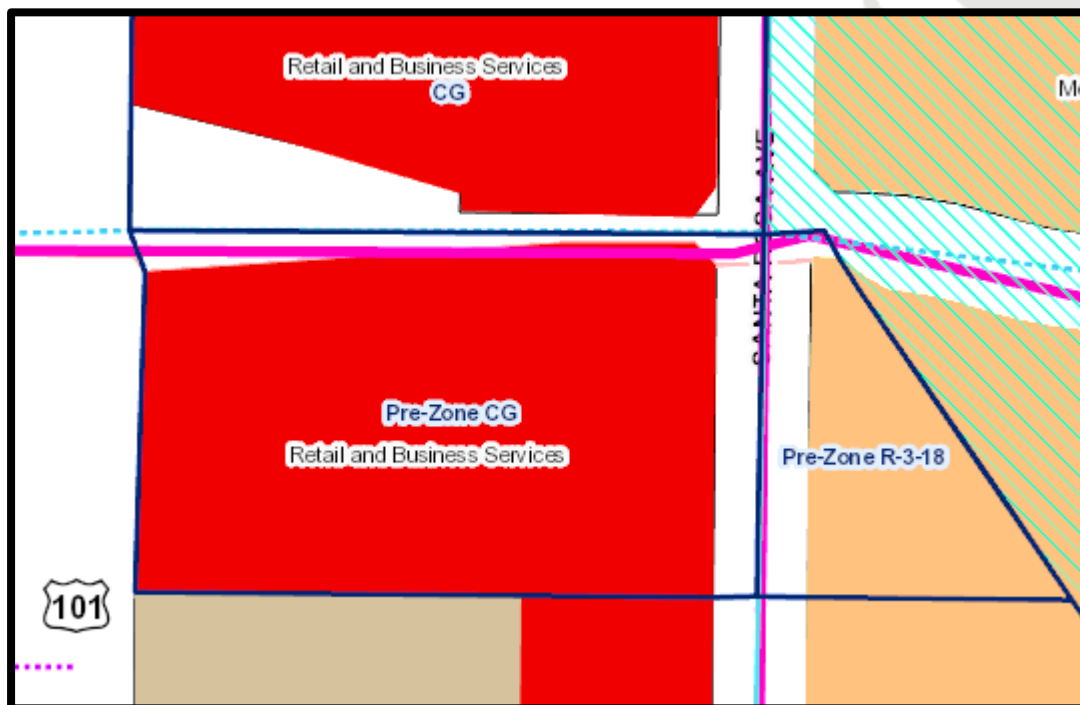 Retail and Business Services
CG
Pre-Zone CG
Retail and Business Services
Pre-Zone R-3-18
101